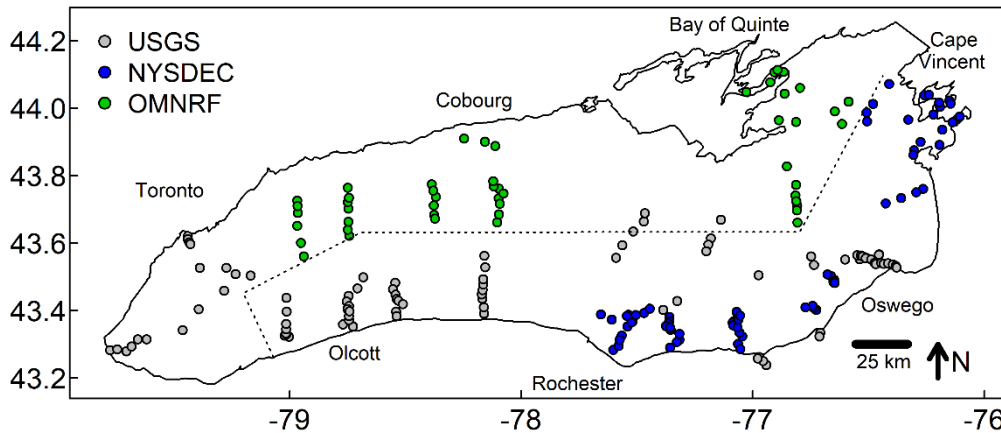 44.2
44.0
43.8
43.6
43.4
43.2
USGS
NYSDEC
OMNRF
Bay of Quinte
Cape
Vincent
Cobourg
Toronto
Olcott
Rochester
Oswego
25 km
N
-79
-78
-77
-76